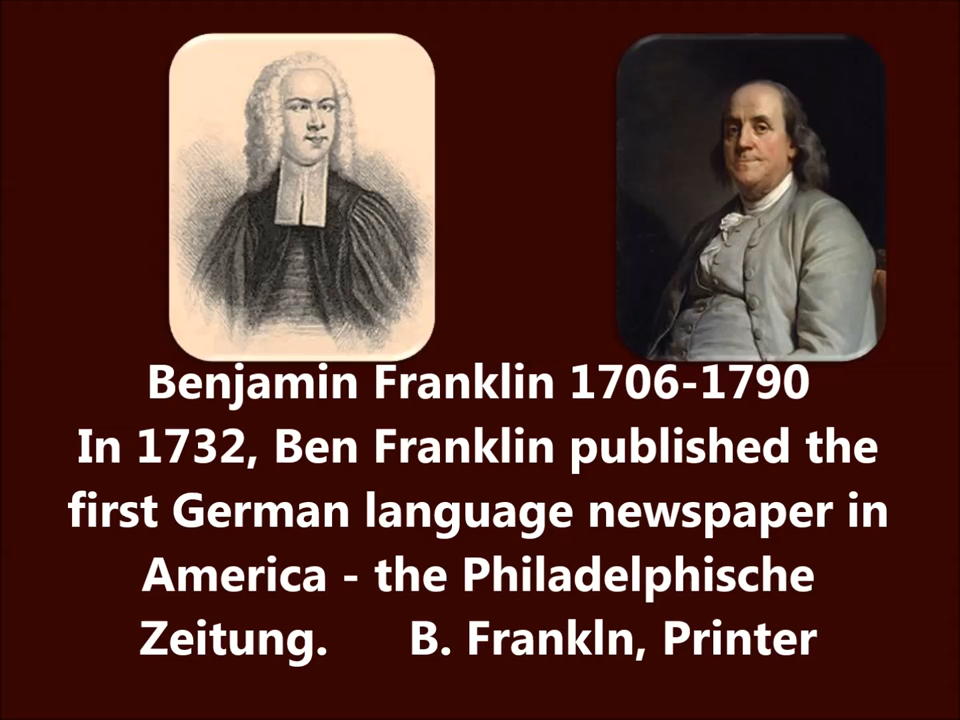 Benjamin Franklin 1706-1790
In 1732, Ben Franklin published the
first German language newspaper in
America - the Philadelphische
Zeitung. B. Frankln, Printer